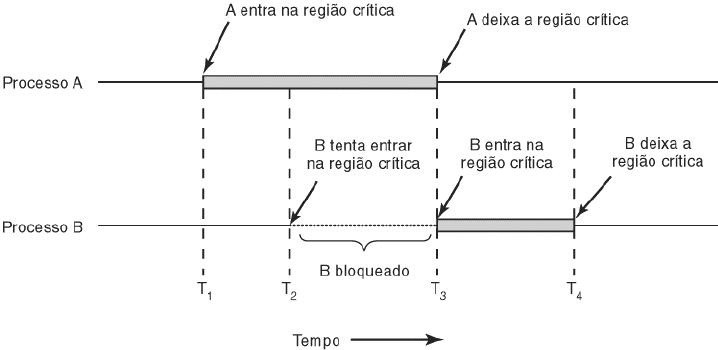 A entra na região crítica
A deixa a região crítica
Processo A
B tenta entrar
na região crítica
B entra na
região crítica
B deixa a
região crítica
Processo B
B bloqueado
T1
T2
T3
T4
Tempo